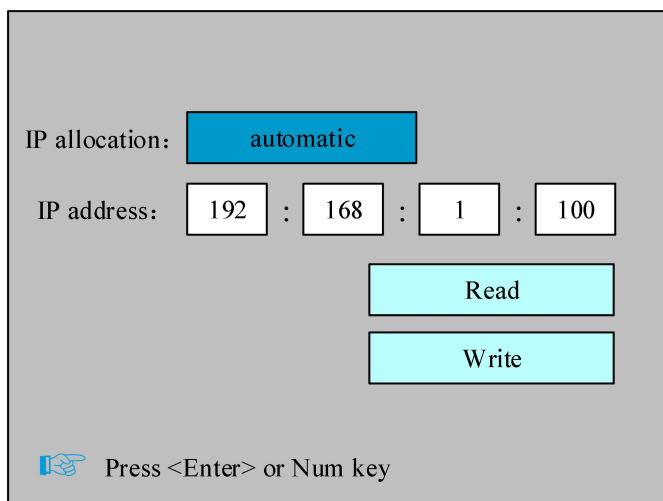 IP allocation: automatic
IP address: 192 : 168 : 1 : 100
Read
Write
Press <Enter> or Num key